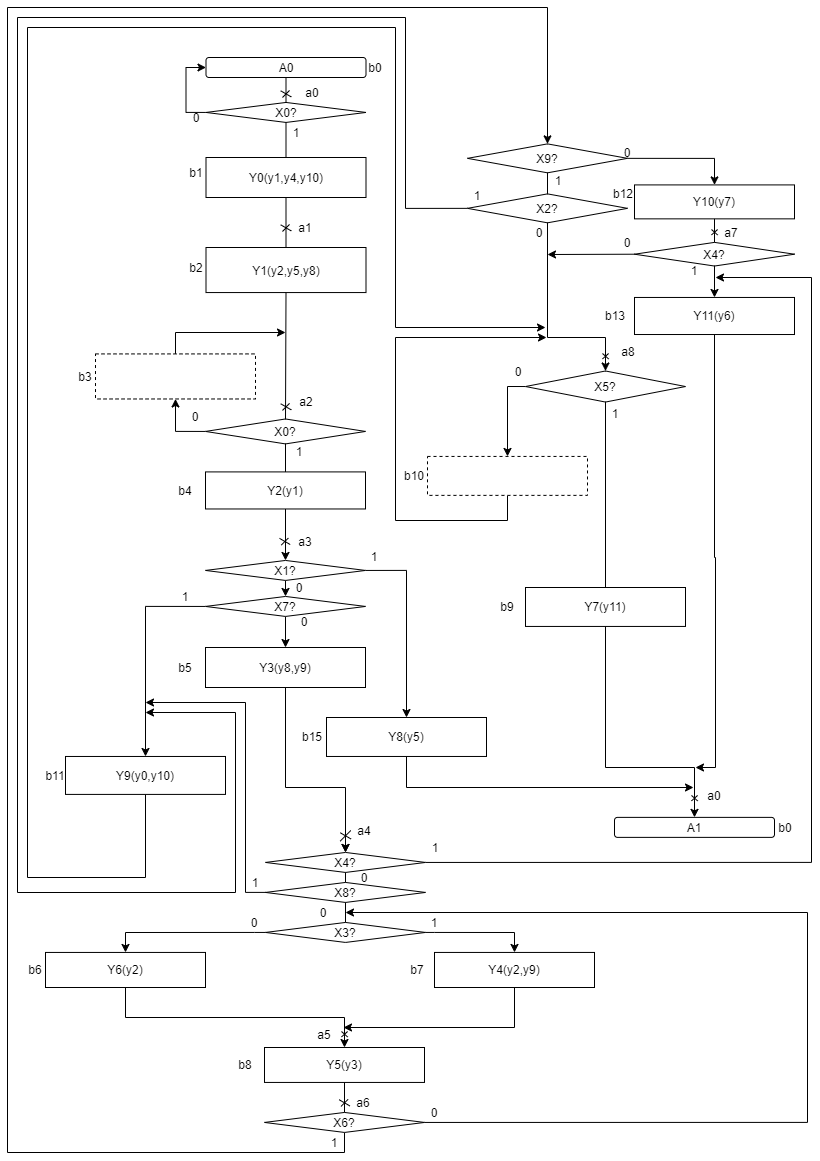 A0
b0
a0
X0?
0
1
b1
Y0(y1,y4,y10)
a1
b2
Y1(y2,y5,y8)
b3
a2
0
X0?
1
b4
Y2(y1)
a3
X1?
1
0
X7?
1
0
b5
Y3(y8,y9)
b15
Y8(y5)
b11
Y9(y0,y10)
a4
X4?
1
0
X8?
1
0
X3?
0
1
b6
Y6(y2)
b7
Y4(y2,y9)
a5
b8
Y5(y3)
a6
X6?
0
1
X9?
0
1
X2?
1
0
b12
Y10(y7)
a7
X4?
0
1
b13
Y11(y6)
a8
X5?
0
1
b10
b9
Y7(y11)
a0
A1
b0